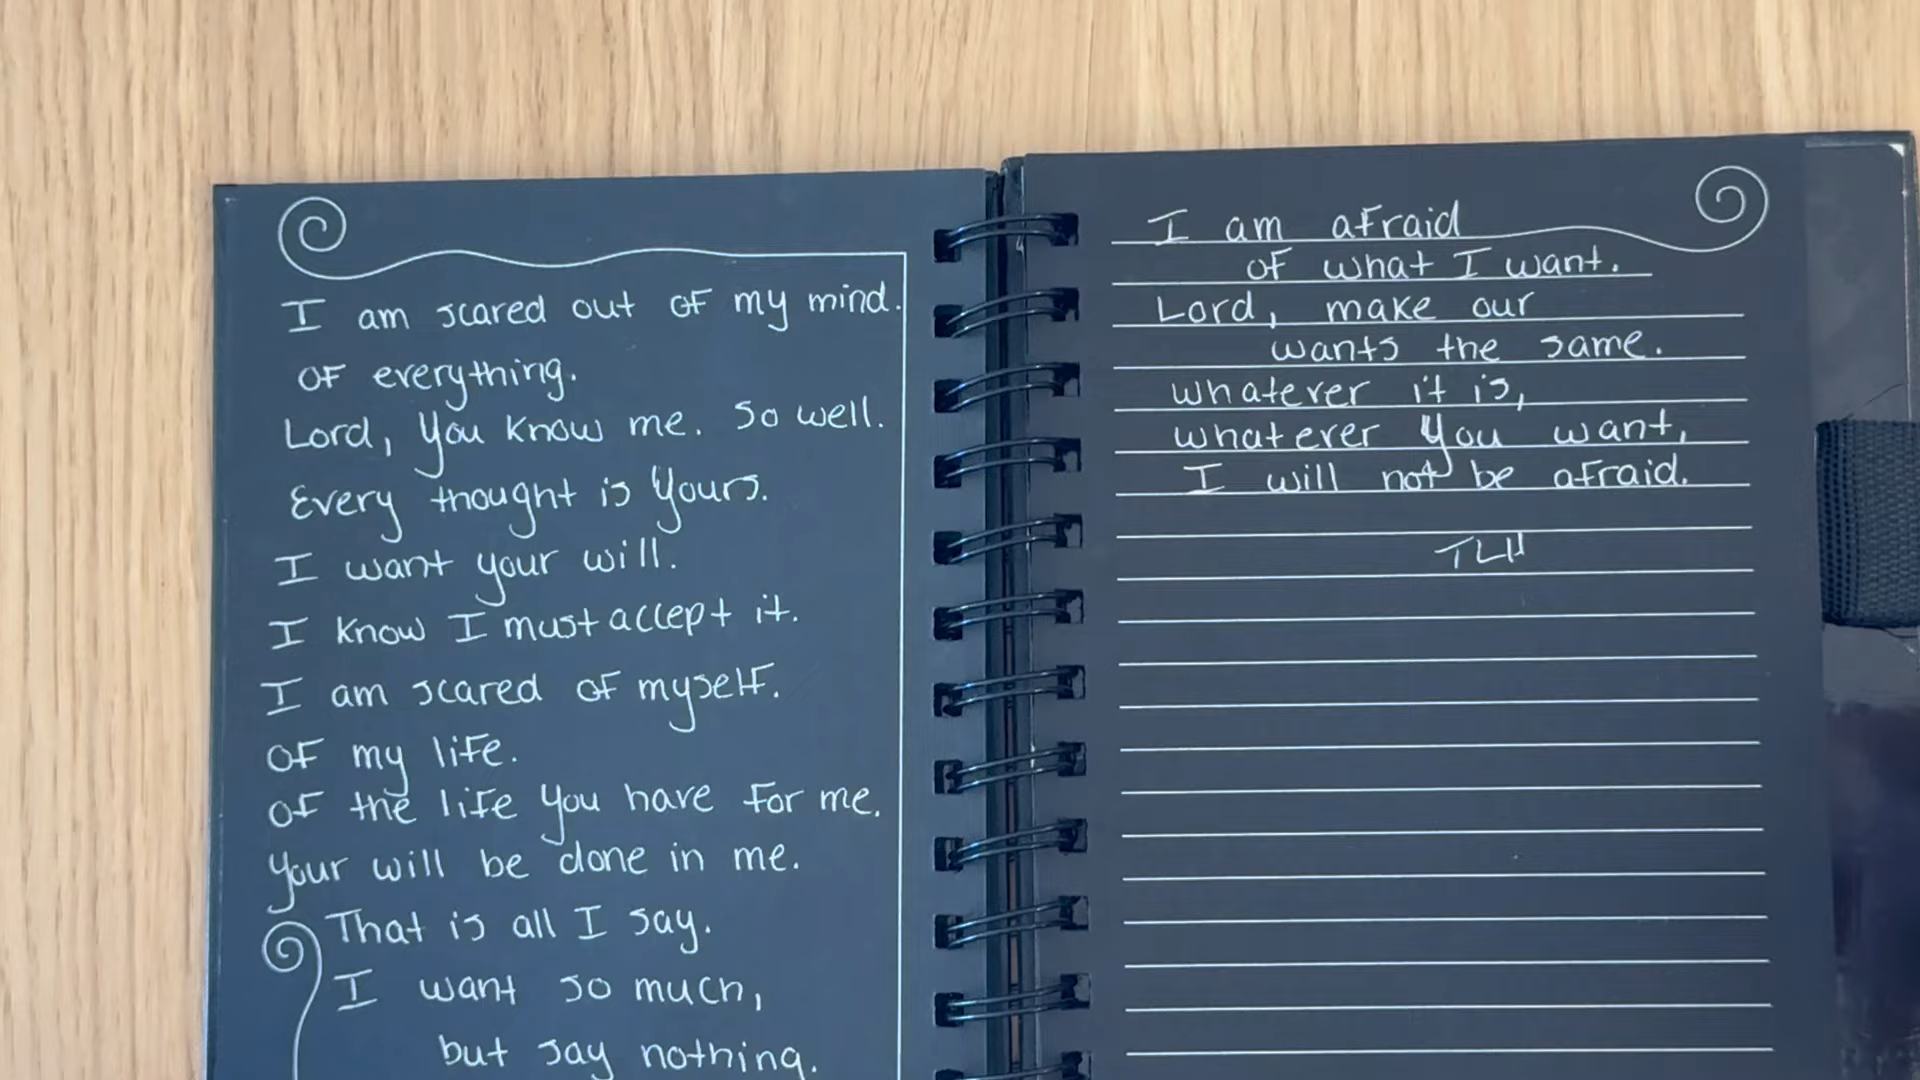 I am scared out of my mind.
of everything.
Lord, You know me. So well.
Every thought is Yours.
I want your will.
I know I must accept it.
I am scared of myself.
of my life.
of the life You have for me.
Your will be done in me.
That is all I say.
I want so much,
but say nothing.
I am afraid
of what I want.
Lord, make our
wants the same.
whatever it is,
whatever You want,
I will not be afraid.
TLH